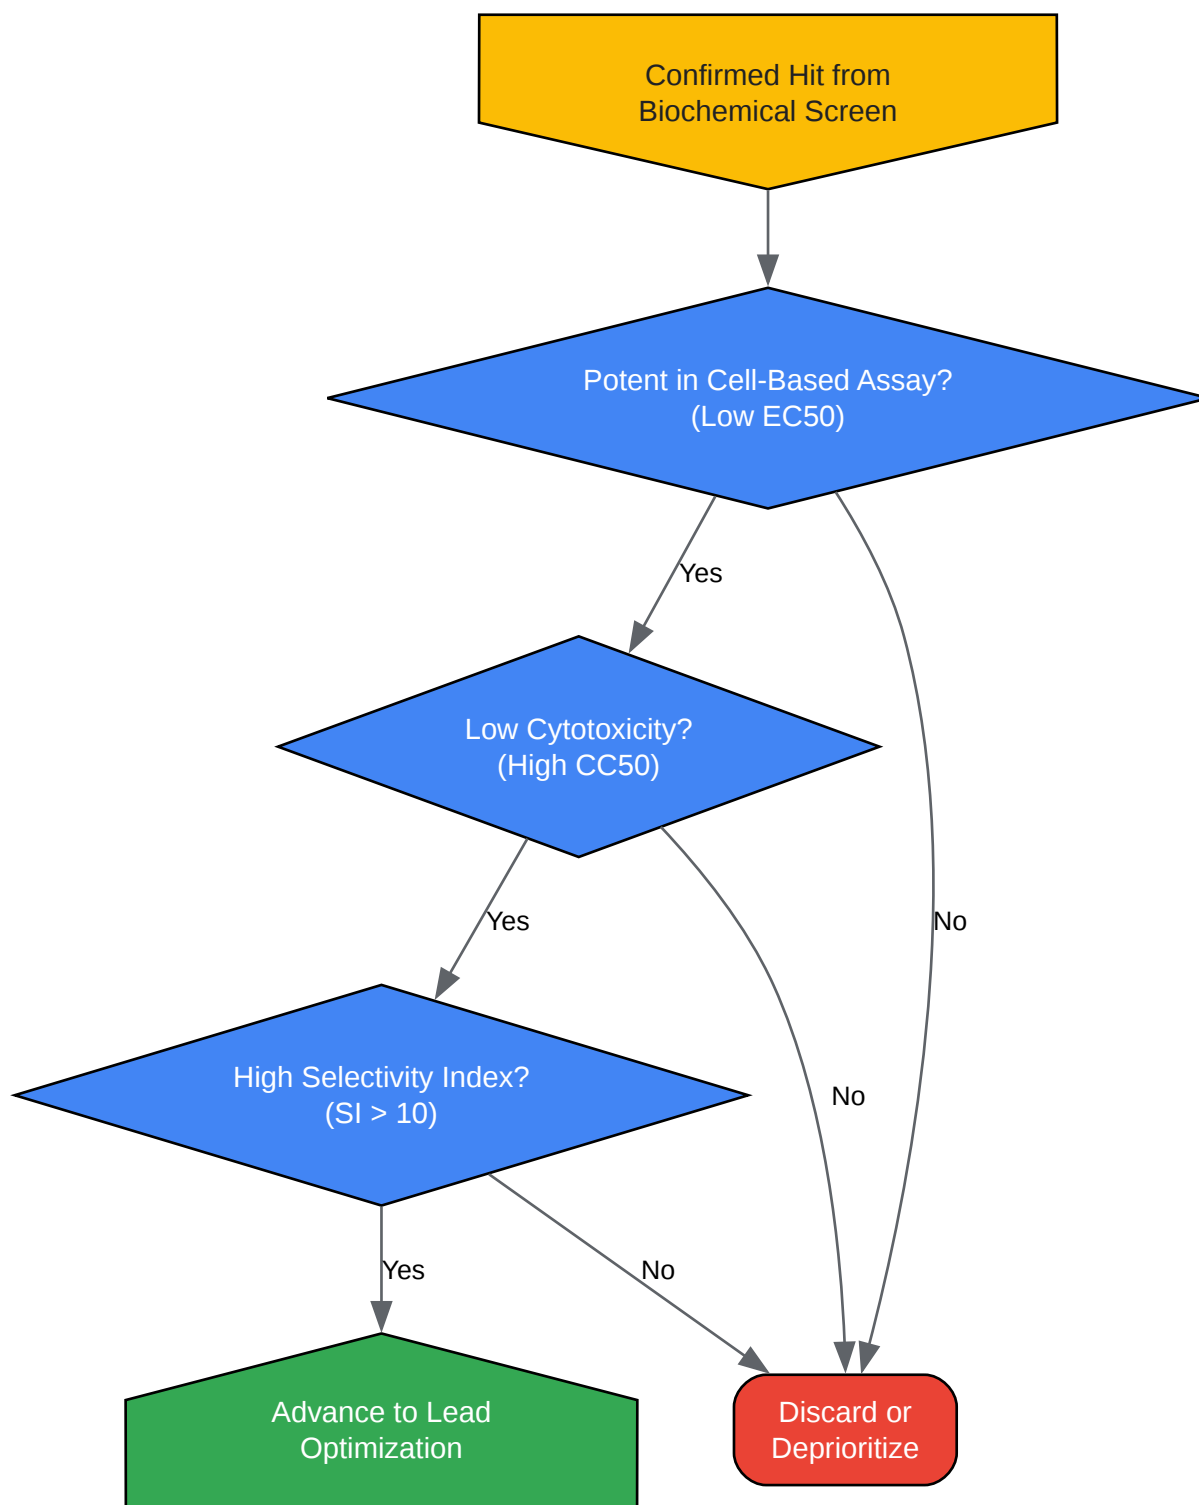 Confirmed Hit from
Biochemical Screen
Potent in Cell-Based Assay?
(Low EC50)
Yes
Low Cytotoxicity?
(High CC50)
Yes
No
High Selectivity Index?
(SI > 10)
No
Yes
No
Advance to Lead
Optimization
Discard or
Deprioritize